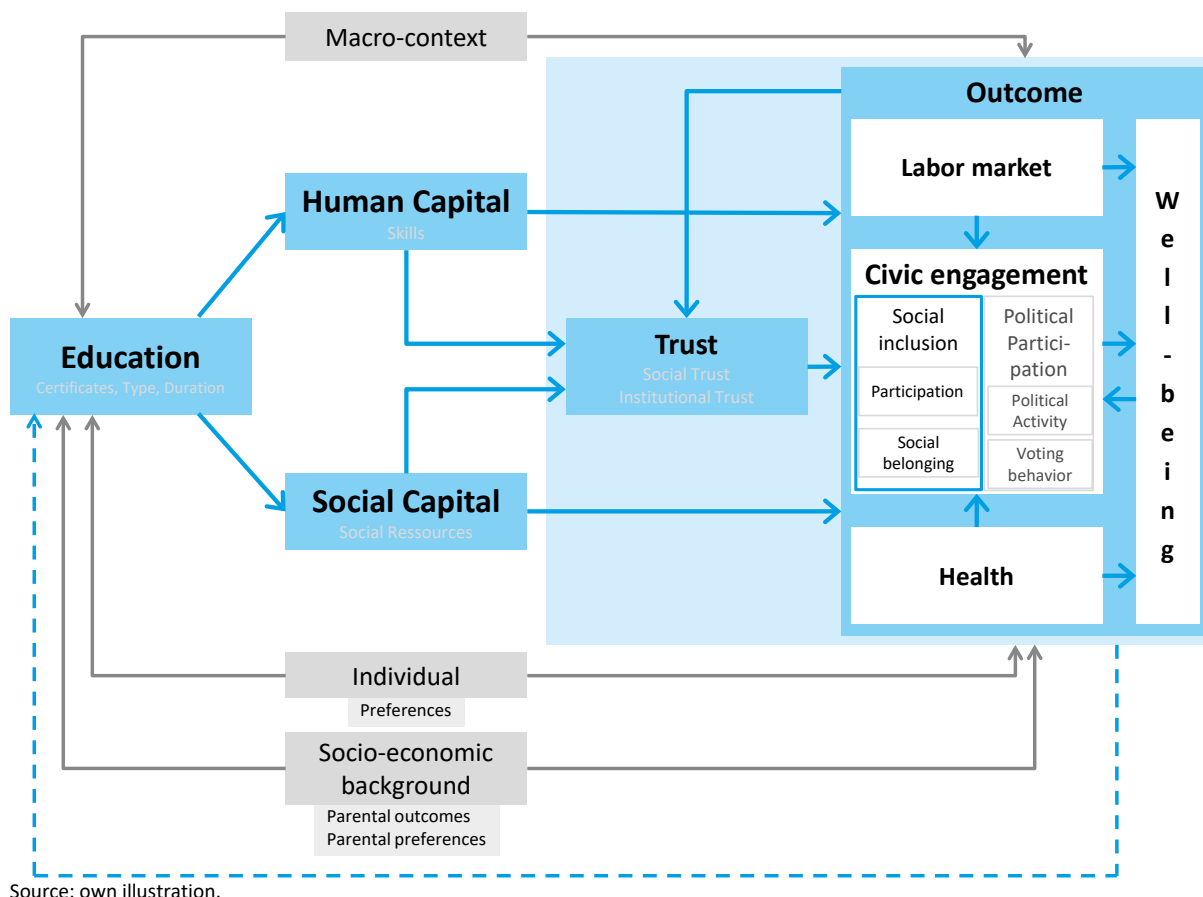 Macro-context
Outcome
Labor market
Human Capital
Skills
Civic engagement
Social
inclusion
Participation
Social
belonging
Political
Partici-
pation
Political
Activity
Voting
behavior
W
e
l
l
-
b
e
i
n
g
Education
Certificates, Type, Duration
Trust
Social Trust
Institutional Trust
Social Capital
Social Ressources
Health
Individual
Preferences
Socio-economic
background
Parental outcomes
Parental preferences
Source: own illustration.